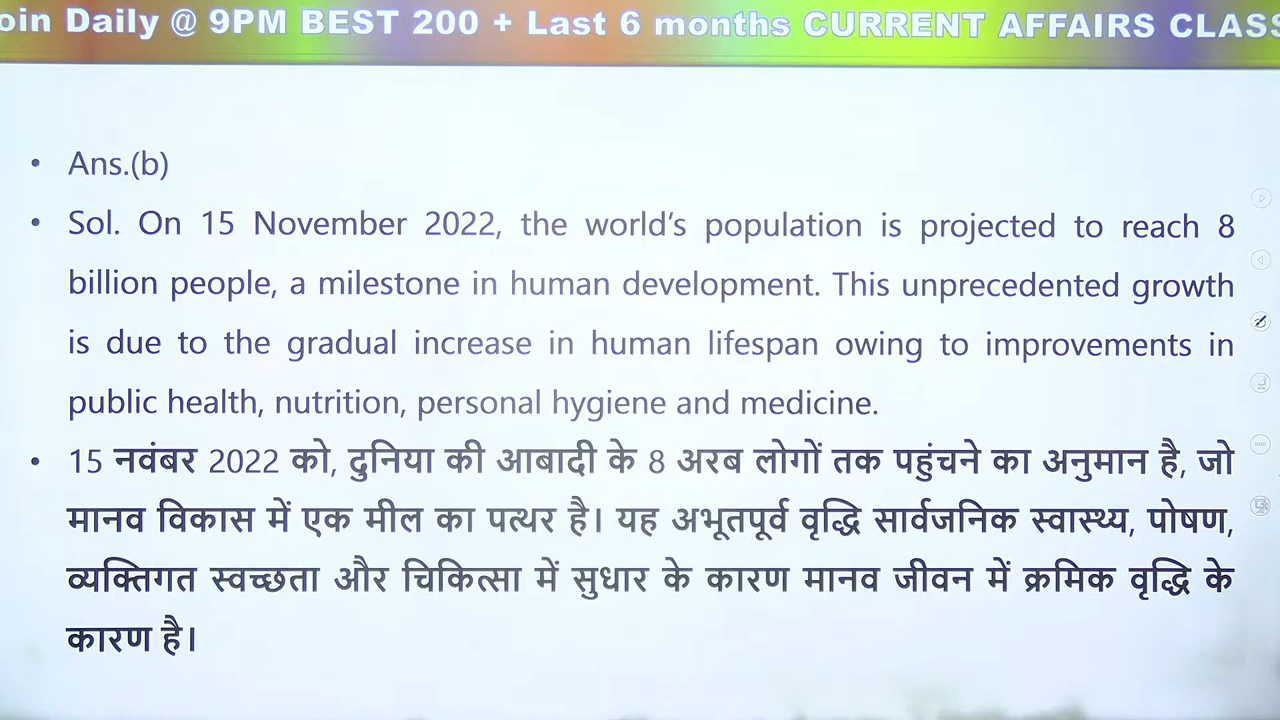 oin Daily @ 9PM BEST 200 + Last 6 months CURRENT AFFAIRS CLASS
• Ans.(b)
• Sol. On 15 November 2022, the world's population is projected to reach 8
billion people, a milestone in human development. This unprecedented growth
is due to the gradual increase in human lifespan owing to improvements in
public health, nutrition, personal hygiene and medicine.
• 15 नवंबर 2022 को, दुनिया की आबादी के 8 अरब लोगों तक पहुंचने का अनुमान है, जो
मानव विकास में एक मील का पत्थर है। यह अभूतपूर्व वृद्धि सार्वजनिक स्वास्थ्य, पोषण,
व्यक्तिगत स्वच्छता और चिकित्सा में सुधार के कारण मानव जीवन में क्रमिक वृद्धि के
कारण है।